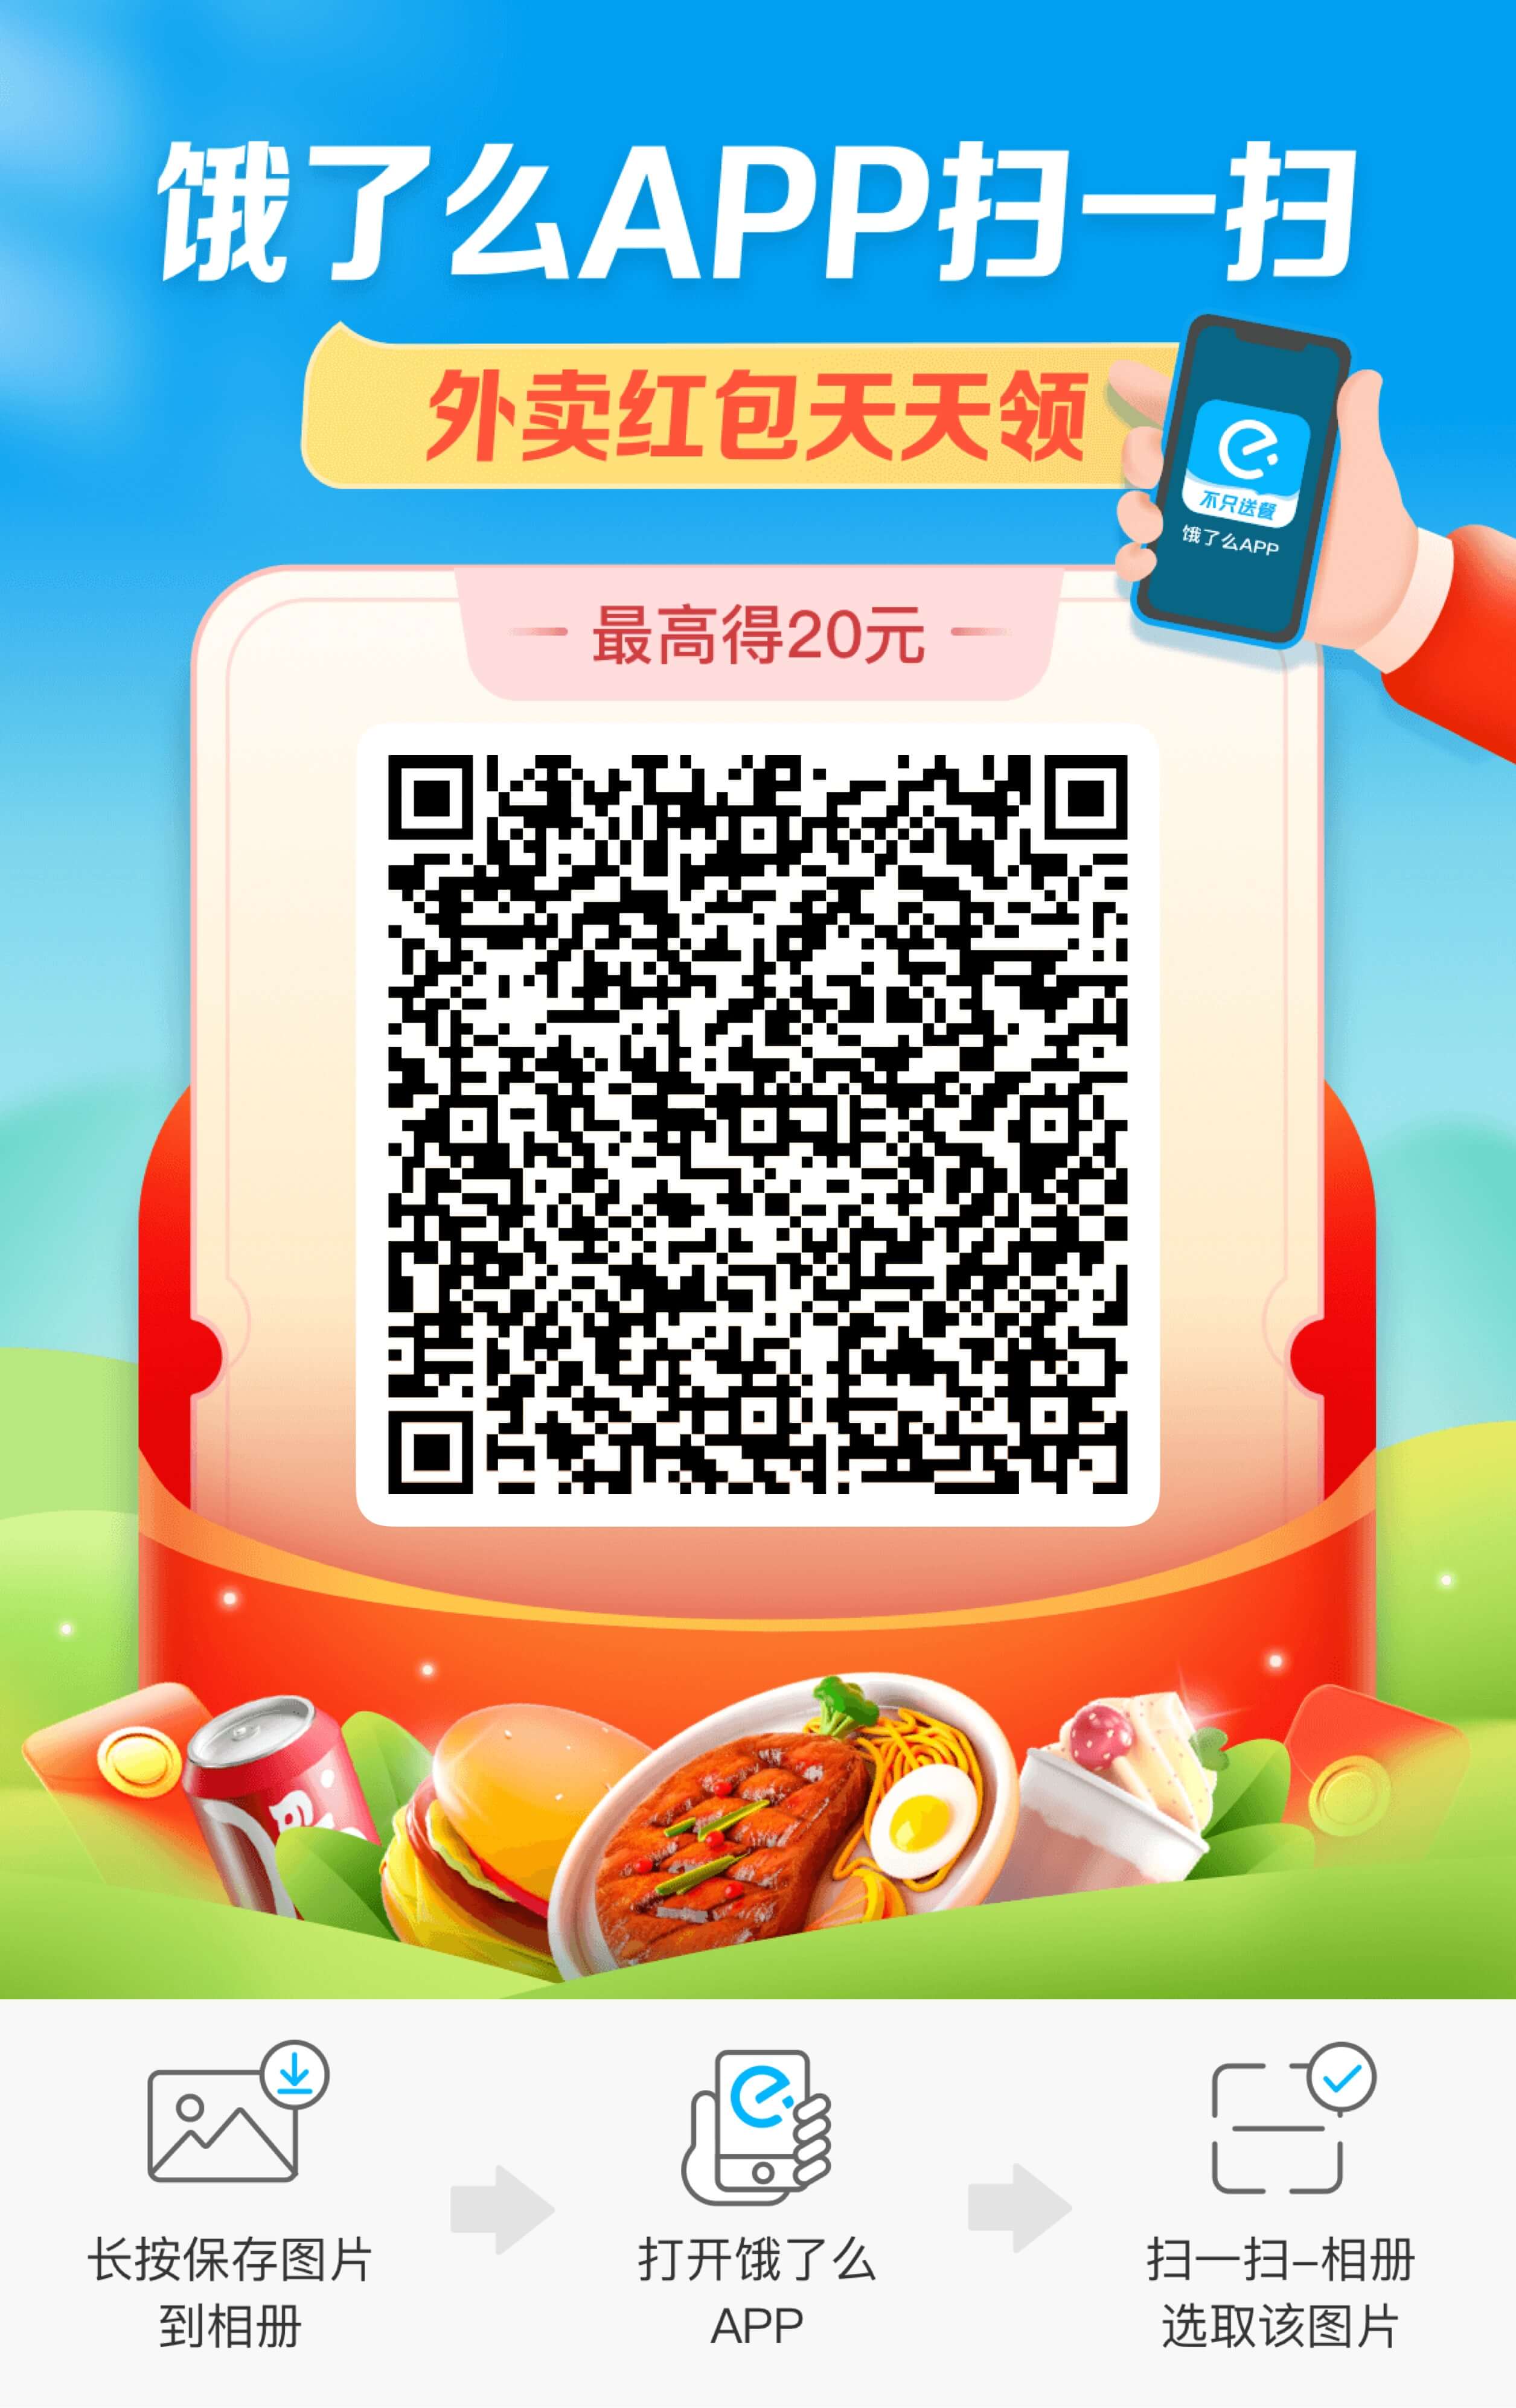 饿了么APP扫一扫
外卖红包天天领
不只送餐
饿了么APP
最高得20元
长按保存图片
到相册
打开饿了么
APP
扫一扫-相册
选取该图片